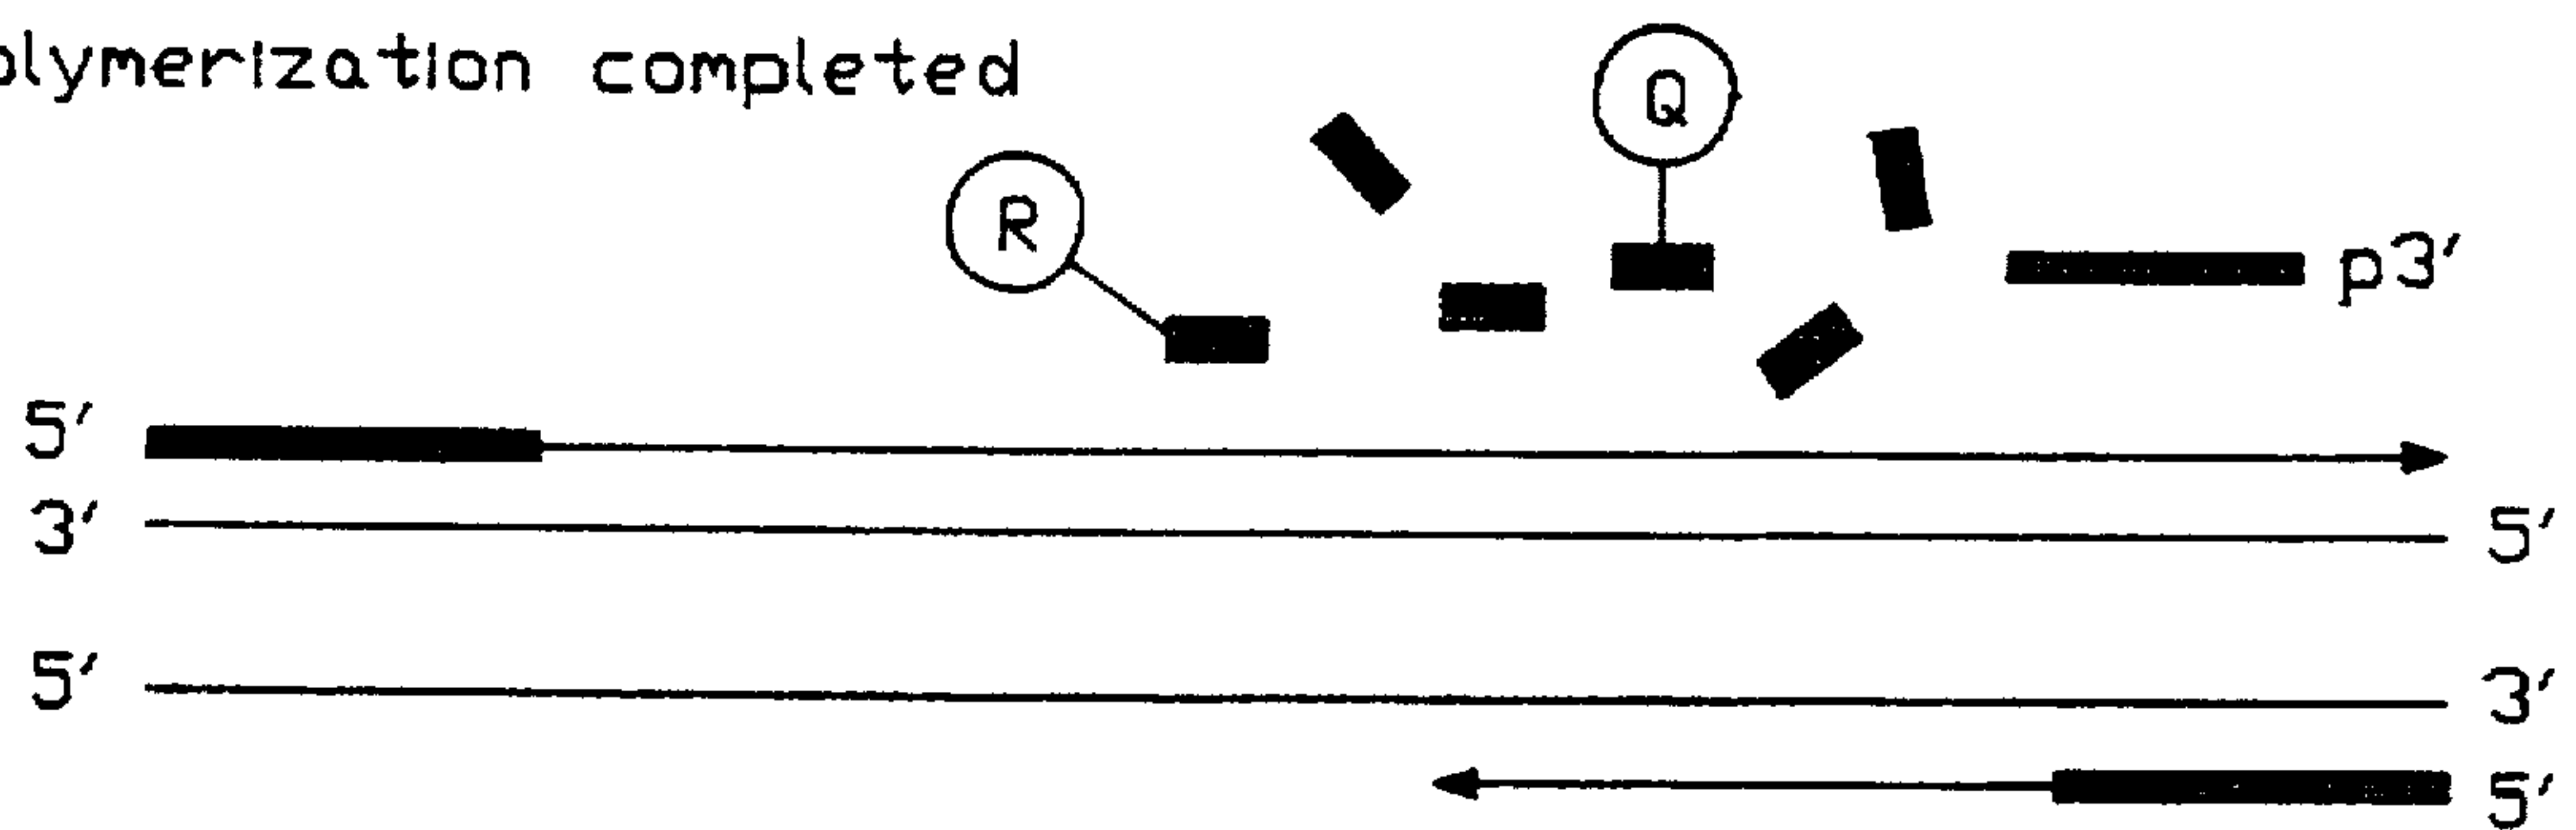 olymerization completed
Q
R
p3′
5′
3′ 5′
5′ 3′
5′